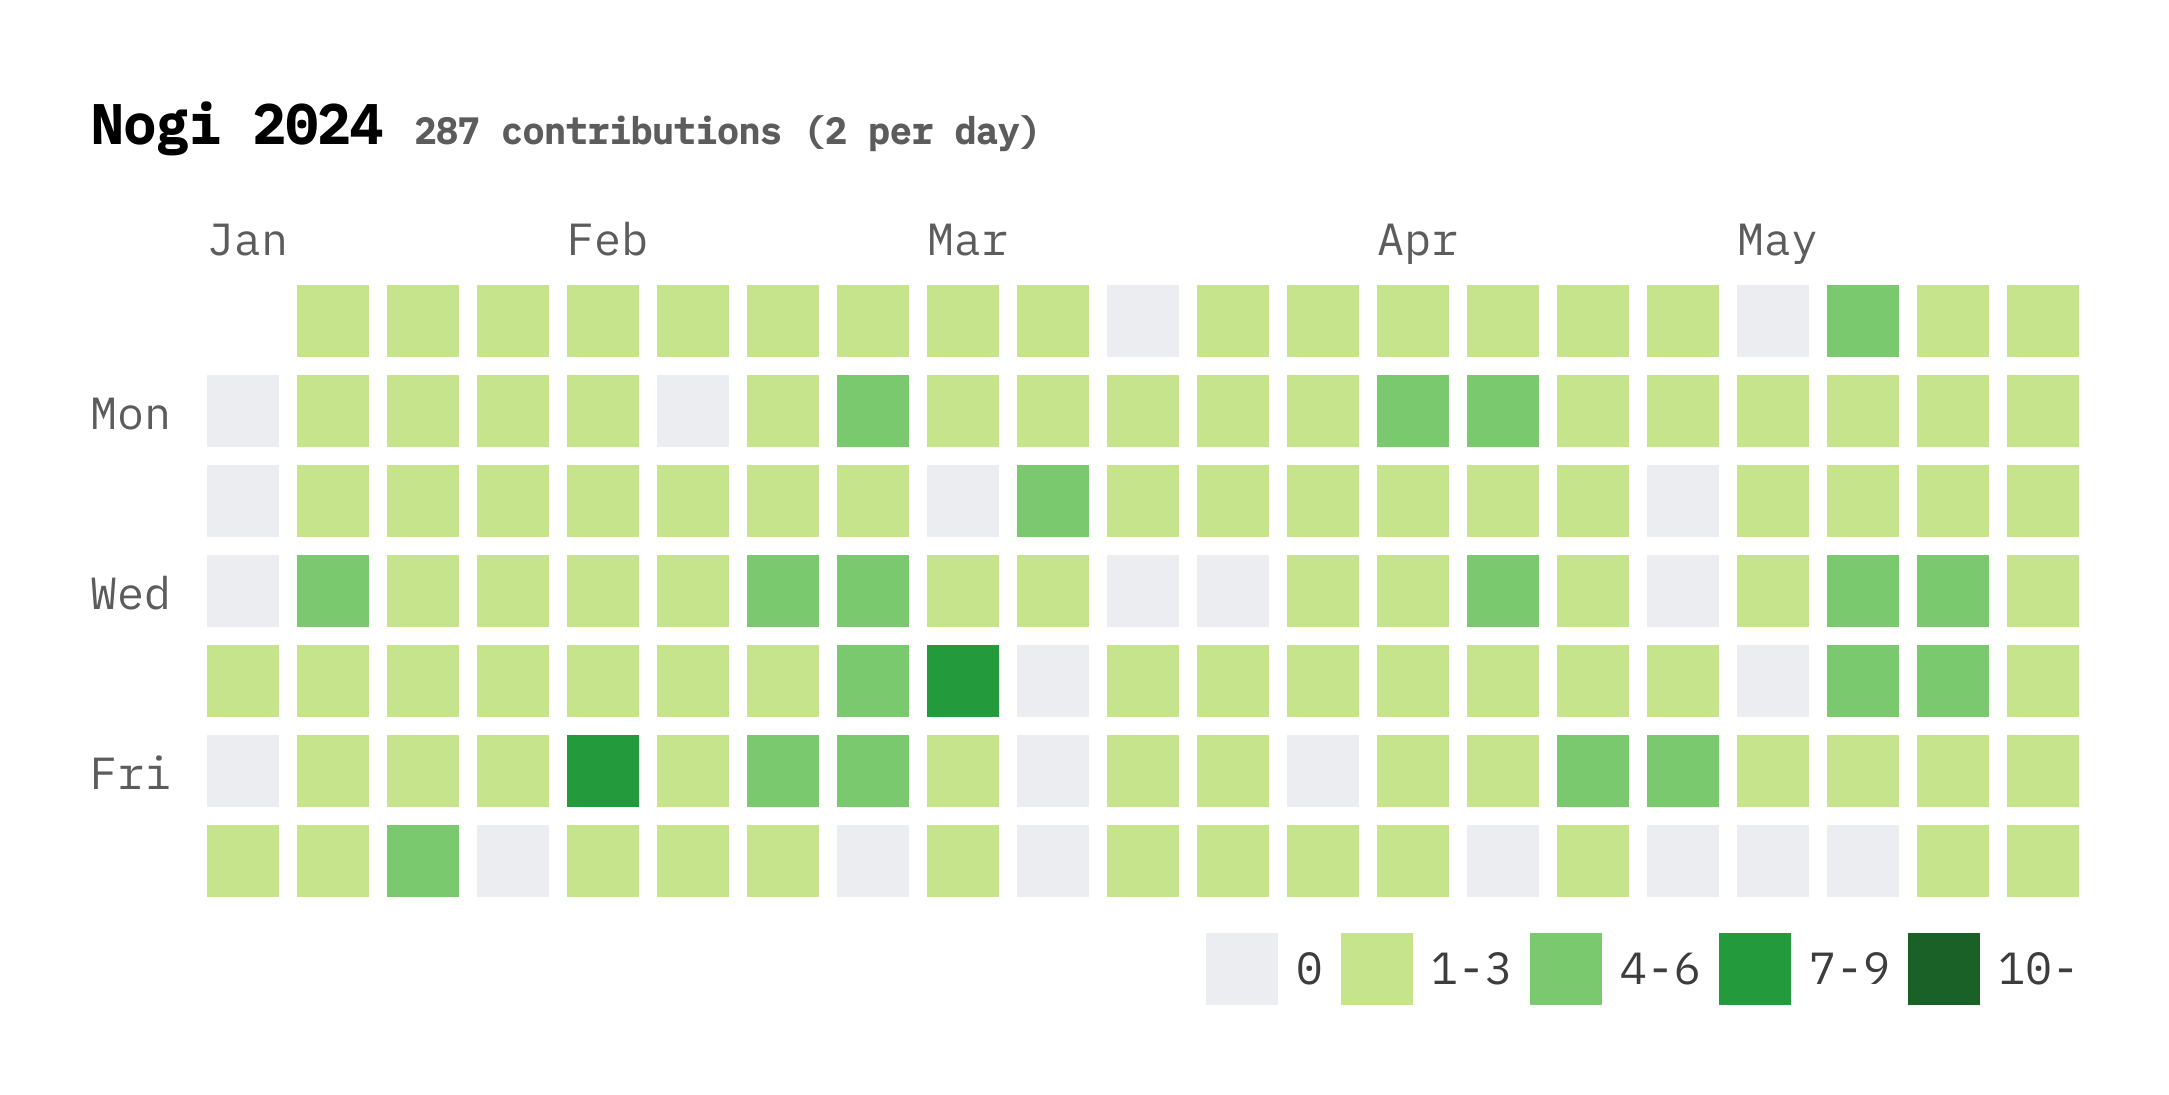 Nogi 2024 287 contributions (2 per day)
Jan Feb Mar Apr May
Mon
Wed
Fri
0 1-3 4-6 7-9 10-